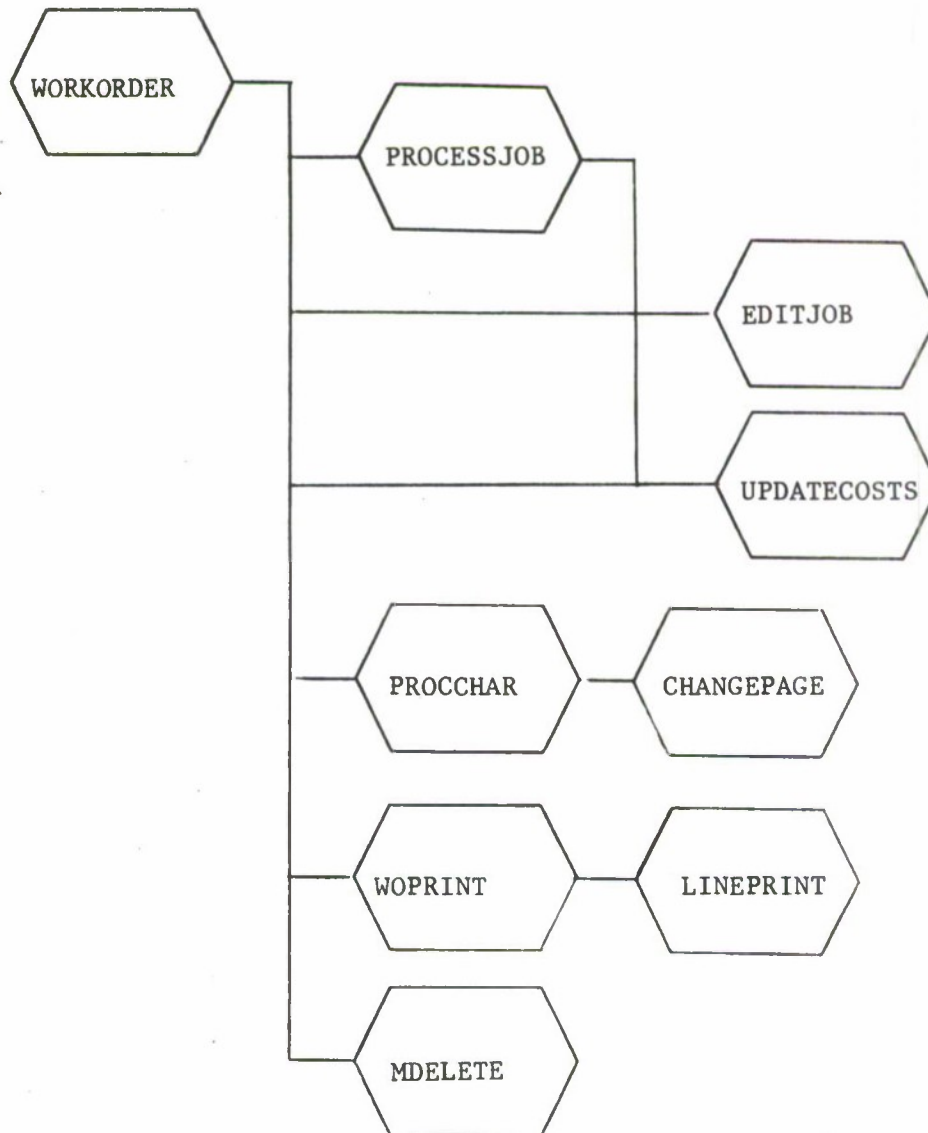 WORKORDER
PROCESSJOB
EDITJOB
UPDATECOSTS
PROCCHAR
CHANGEPAGE
WOPRINT
LINEPRINT
MDELETE